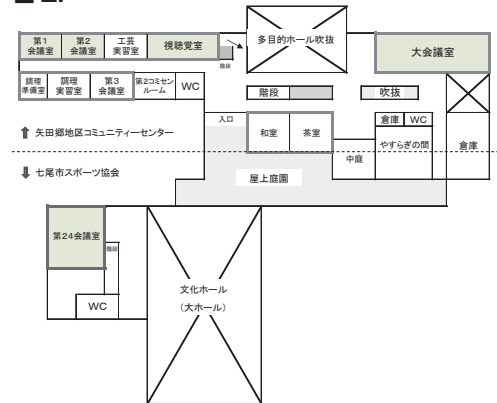 第1
会議室
第2
会議室
工芸
実習室
視聴覚室
階段
多目的ホール吹抜
大会議室
調理
準備室
調理
実習室
第3
会議室
第2コミセン
ルーム
WC
階段
吹抜
入口
和室
茶室
倉庫
WC
矢田郷地区コミュニティーセンター
中庭
やすらぎの間
倉庫
七尾市スポーツ協会
屋上庭園
第24会議室
階段
文化ホール
(大ホール)
WC